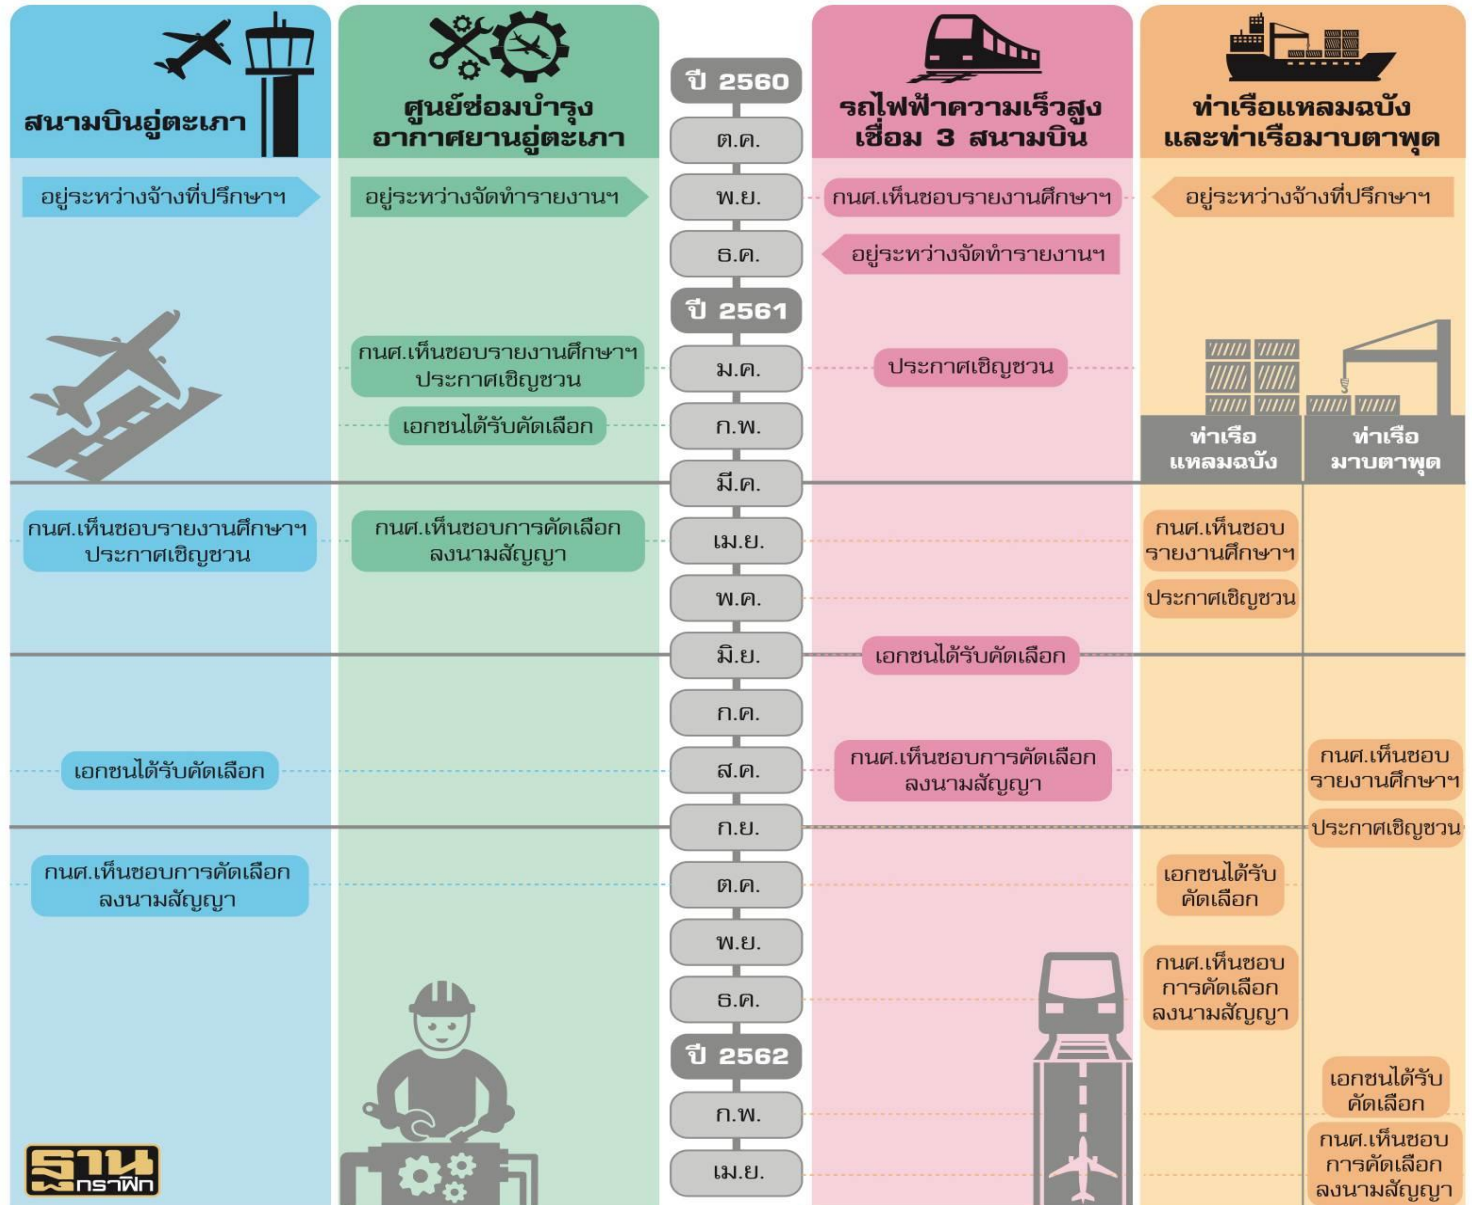 สนามบินอู่ตะเภา
ศูนย์ซ่อมบำรุง
อากาศยานอู่ตะเภา
รถไฟฟ้าความเร็วสูง
เชื่อม 3 สนามบิน
ท่าเรือแหลมฉบัง
และท่าเรือมาบตาพุด
ปี 2560
ต.ค.
อยู่ระหว่างจ้างที่ปรึกษาฯ
อยู่ระหว่างจัดทำรายงานฯ
พ.ย.
กนศ.เห็นชอบรายงานศึกษาฯ
อยู่ระหว่างจ้างที่ปรึกษาฯ
ธ.ค.
อยู่ระหว่างจัดทำรายงานฯ
ปี 2561
กนศ.เห็นชอบรายงานศึกษาฯ
ประกาศเชิญชวน
ม.ค.
ประกาศเชิญชวน
เอกชนได้รับคัดเลือก
ก.พ.
ท่าเรือ
แหลมฉบัง
ท่าเรือ
มาบตาพุด
มี.ค.
กนศ.เห็นชอบรายงานศึกษาฯ
ประกาศเชิญชวน
กนศ.เห็นชอบการคัดเลือก
ลงนามสัญญา
เม.ย.
กนศ.เห็นชอบ
รายงานศึกษาฯ
พ.ค.
ประกาศเชิญชวน
มิ.ย.
เอกชนได้รับคัดเลือก
ก.ค.
เอกชนได้รับคัดเลือก
ส.ค.
กนศ.เห็นชอบการคัดเลือก
ลงนามสัญญา
กนศ.เห็นชอบ
รายงานศึกษาฯ
ก.ย.
ประกาศเชิญชวน
กนศ.เห็นชอบการคัดเลือก
ลงนามสัญญา
ต.ค.
เอกชนได้รับ
คัดเลือก
พ.ย.
ธ.ค.
กนศ.เห็นชอบ
การคัดเลือก
ลงนามสัญญา
ปี 2562
ก.พ.
เอกชนได้รับ
คัดเลือก
เม.ย.
กนศ.เห็นชอบ
การคัดเลือก
ลงนามสัญญา
ฐาน
กราฟิก